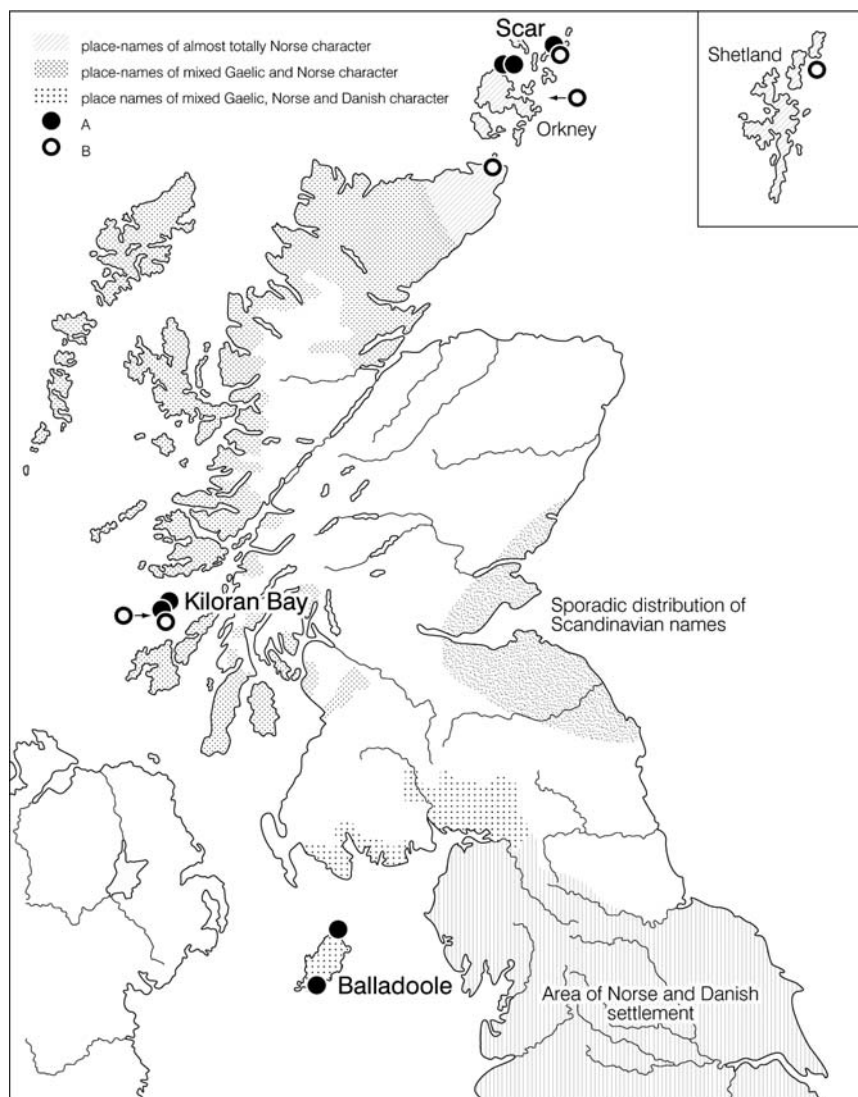 place-names of almost totally Norse character
place-names of mixed Gaelic and Norse character
place names of mixed Gaelic, Norse and Danish character
A
B
Scar
Orkney
Shetland
Kiloran Bay
Sporadic distribution of
Scandinavian names
Balladoole
Area of Norse and Danish
settlement